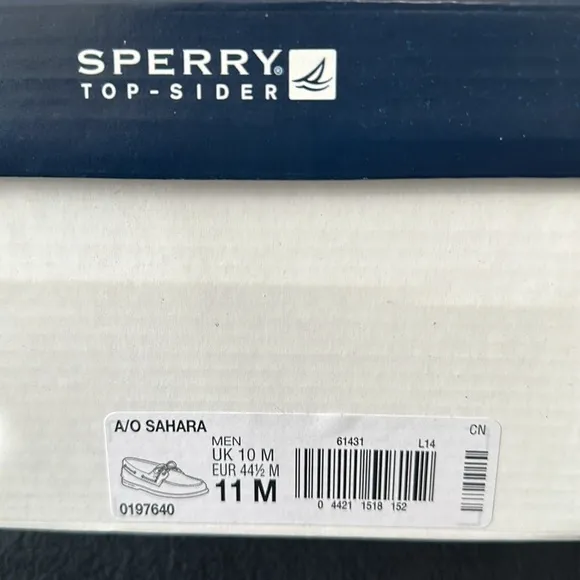 SPERRY®
TOP-SIDER
A/O SAHARA
CN
MEN
61431 L14
UK 10 M
EUR 44½ M
11 M
0197640
0 4421 1518 152